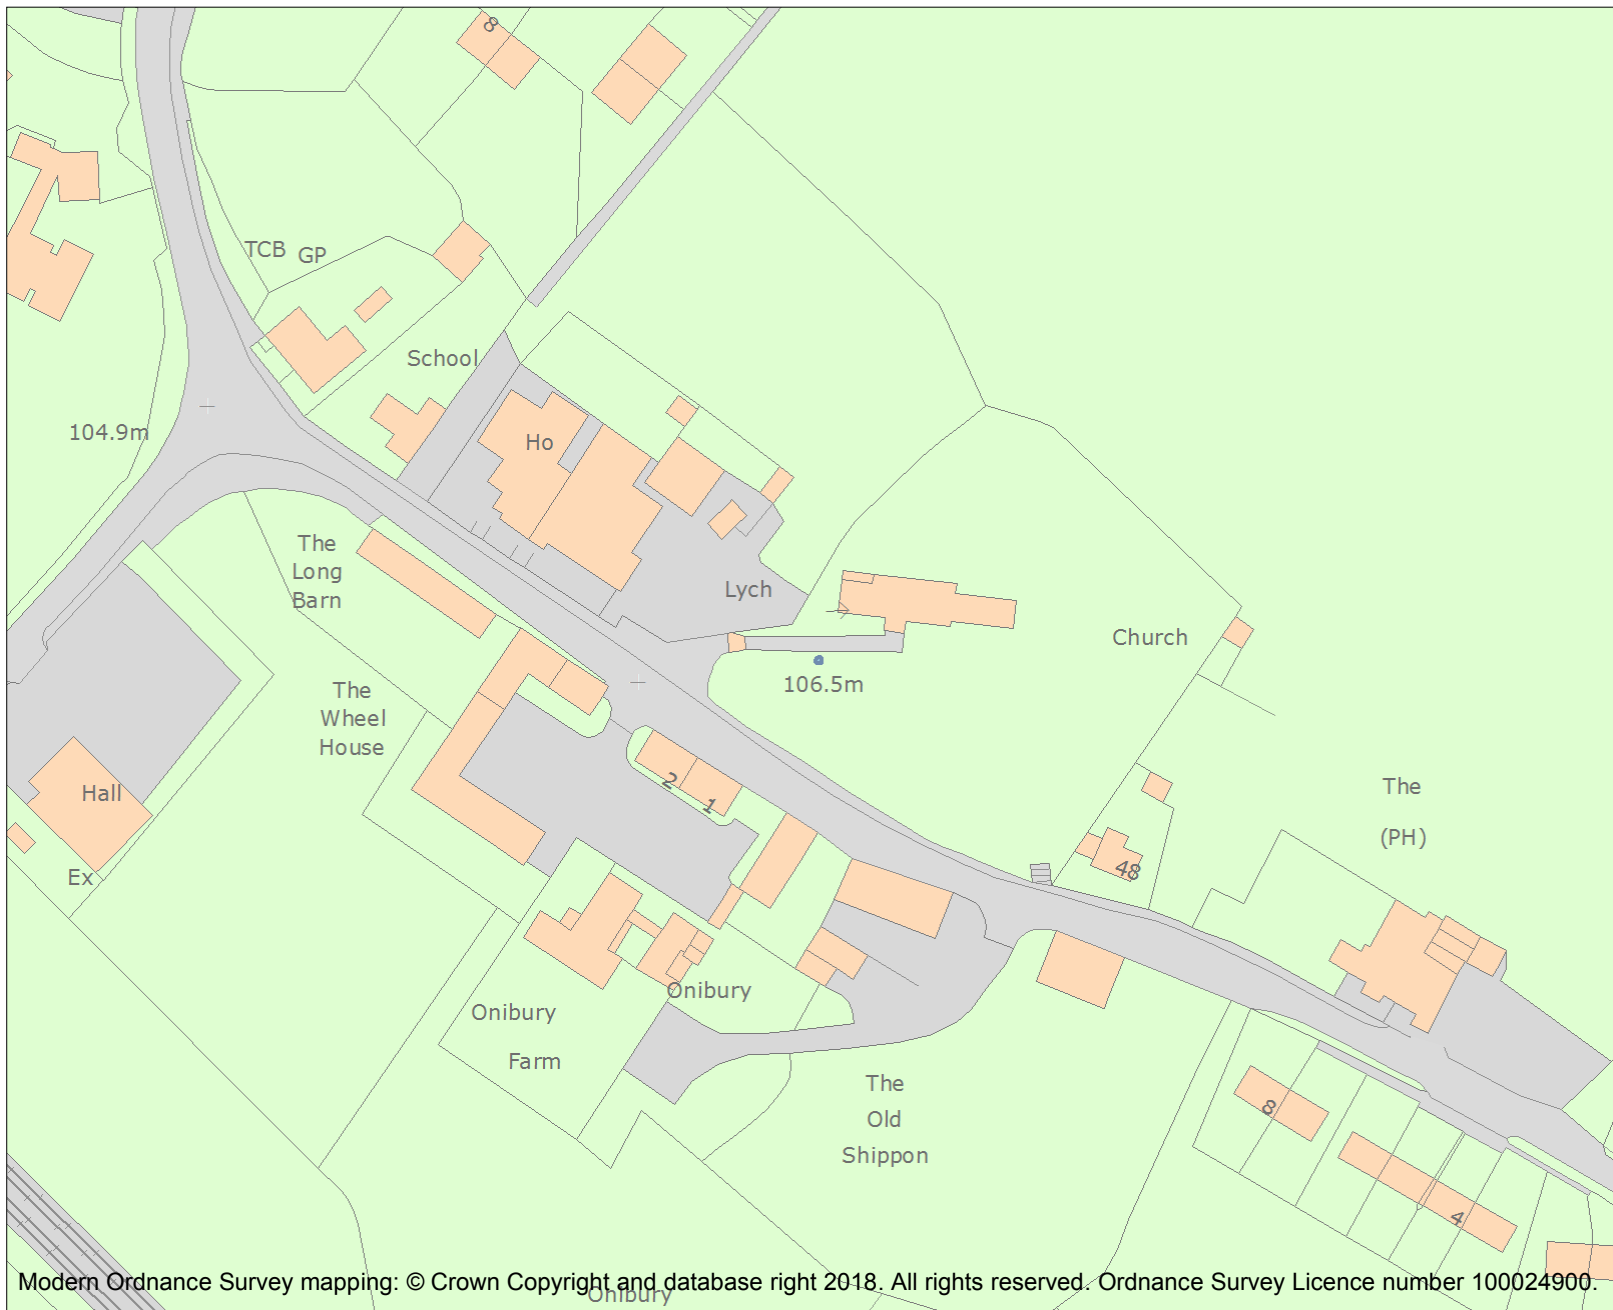 8
TCB GP
School
104.9m
Ho
The
Long
Barn
Lych
Church
106.5m
The
Wheel
House
2
1
Hall
The
(PH)
Ex
48
Onibury
Onibury
Farm
The
Old
Shippon
8
4
Onibury
Modern Ordnance Survey mapping: © Crown Copyright and database right 2018. All rights reserved. Ordnance Survey Licence number 100024900.